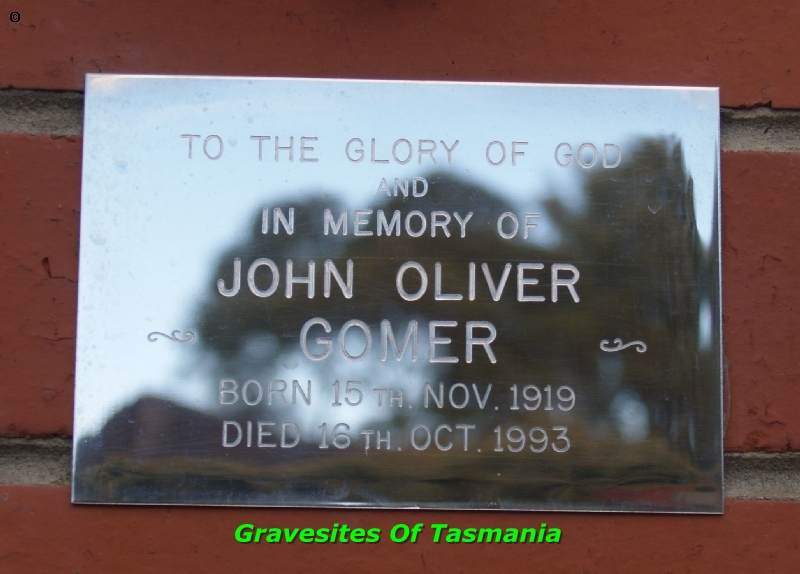 ©
TO THE GLORY OF GOD
AND
IN MEMORY OF
JOHN OLIVER
GOMER
BORN 15TH. NOV. 1919
DIED 16TH. OCT. 1993
Gravesites Of Tasmania